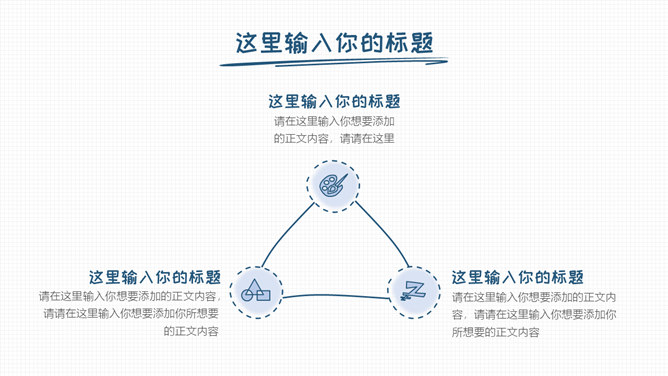 这里输入你的标题
这里输入你的标题
请在这里输入你想要添加
的正文内容，请请在这里
这里输入你的标题
请在这里输入你想要添加的正文内容，
请请在这里输入你想要添加你所想要
的正文内容
这里输入你的标题
请在这里输入你想要添加的正文内
容，请请在这里输入你想要添加你
所想要的正文内容